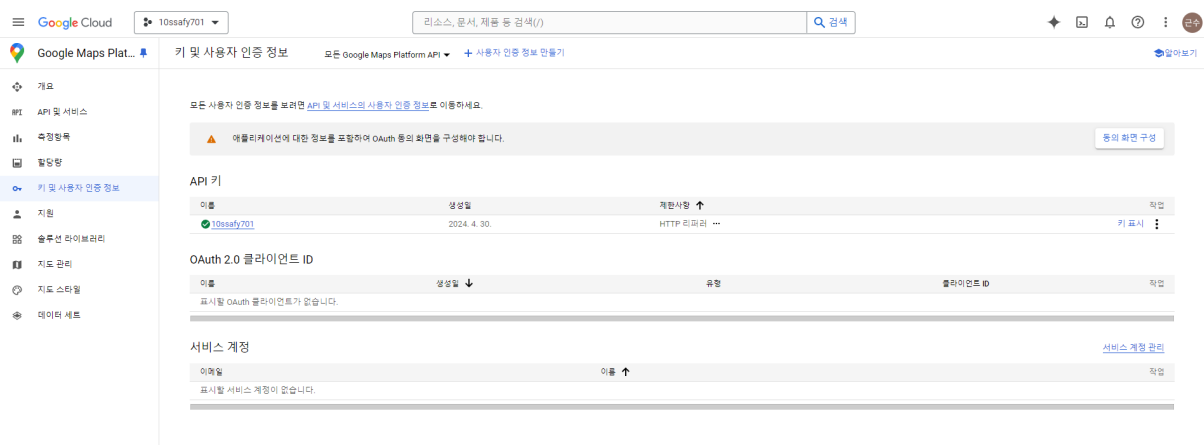 Google Cloud
10ssafy701
리소스, 문서, 제품 등 검색(/)
검색
근수
Google Maps Plat...
키 및 사용자 인증 정보
모든 Google Maps Platform API
사용자 인증 정보 만들기
알아보기
개요
API 및 서비스
측정항목
할당량
키 및 사용자 인증 정보
지원
솔루션 라이브러리
지도 관리
지도 스타일
데이터 세트
모든 사용자 인증 정보를 보려면 API 및 서비스의 사용자 인증 정보로 이동하세요.
애플리케이션에 대한 정보를 포함하여 OAuth 동의 화면을 구성해야 합니다.
동의 화면 구성
API 키
이름 생성일 제한사항 작업
10ssafy701 2024. 4. 30. HTTP 리퍼러 키 표시
OAuth 2.0 클라이언트 ID
이름 생성일 유형 클라이언트 ID 작업
표시할 OAuth 클라이언트가 없습니다.
서비스 계정
서비스 계정 관리
이메일 이름 작업
표시할 서비스 계정이 없습니다.